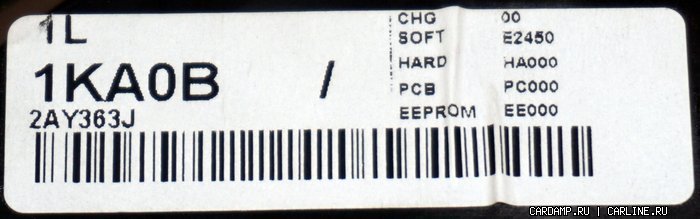 1L
1KA0B /
2AY363J
CHG 00
SOFT E2450
HARD HA000
PCB PC000
EEPROM EE000
CARDAMP.RU | CARLINE.RU